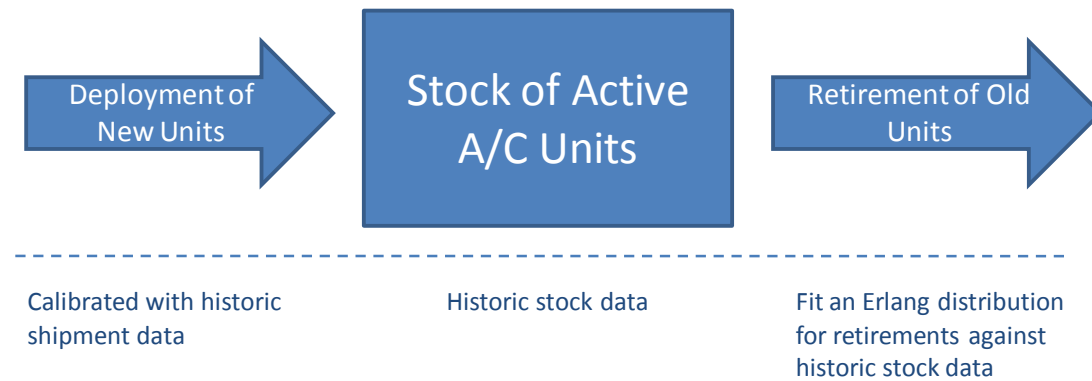 Deployment of
New Units
Stock of Active
A/C Units
Retirement of Old
Units
Calibrated with historic
shipment data
Historic stock data
Fit an Erlang distribution
for retirements against
historic stock data